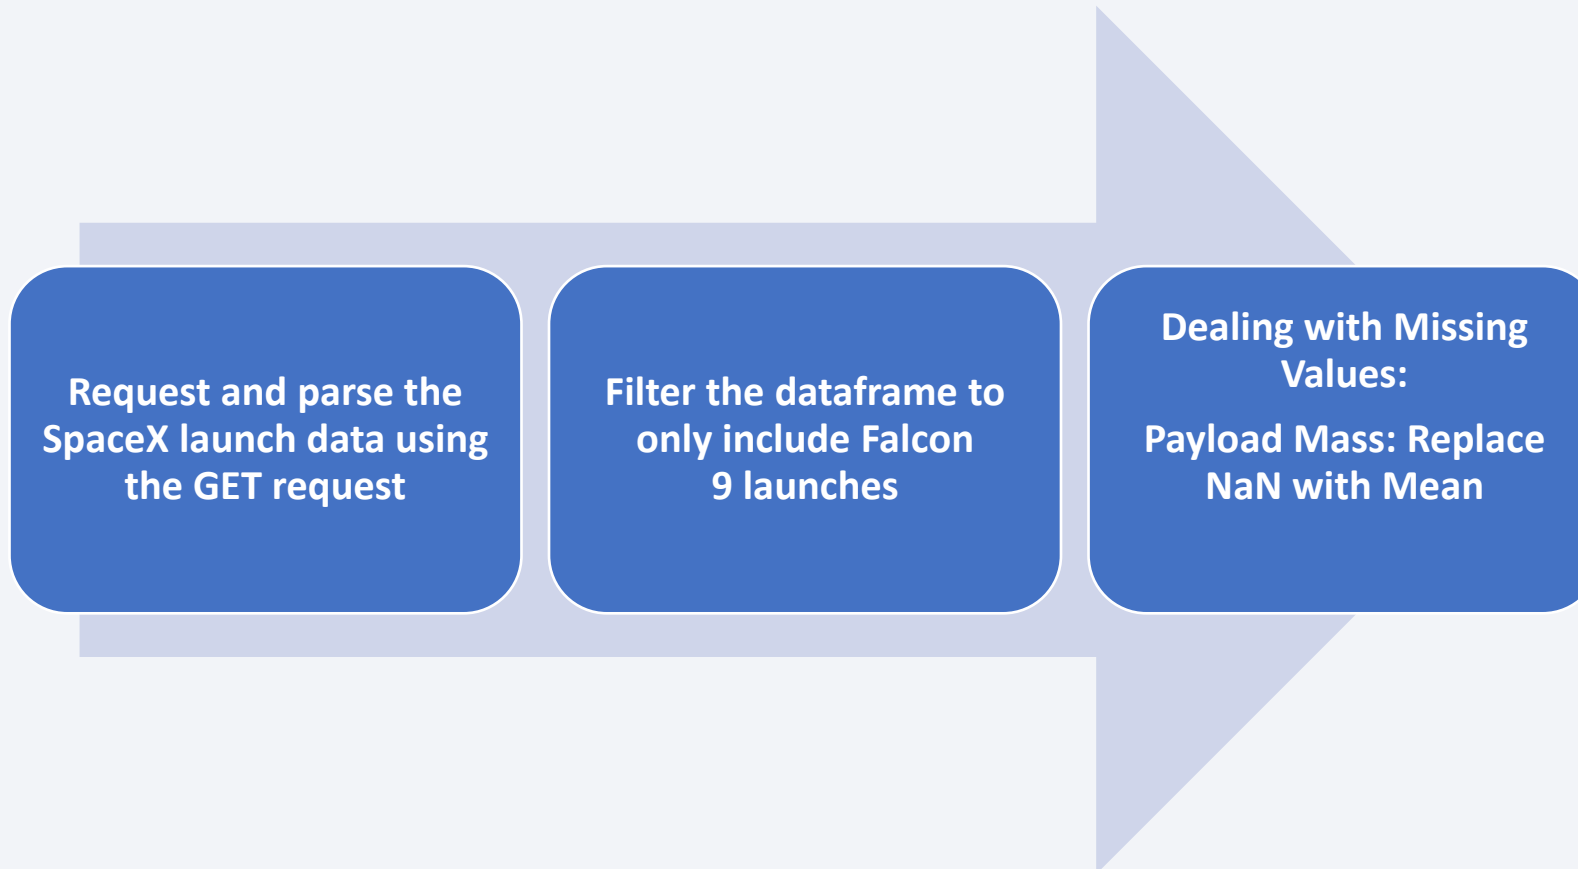 Request and parse the
SpaceX launch data using
the GET request
Filter the dataframe to
only include Falcon
9 launches
Dealing with Missing
Values:
Payload Mass: Replace
NaN with Mean